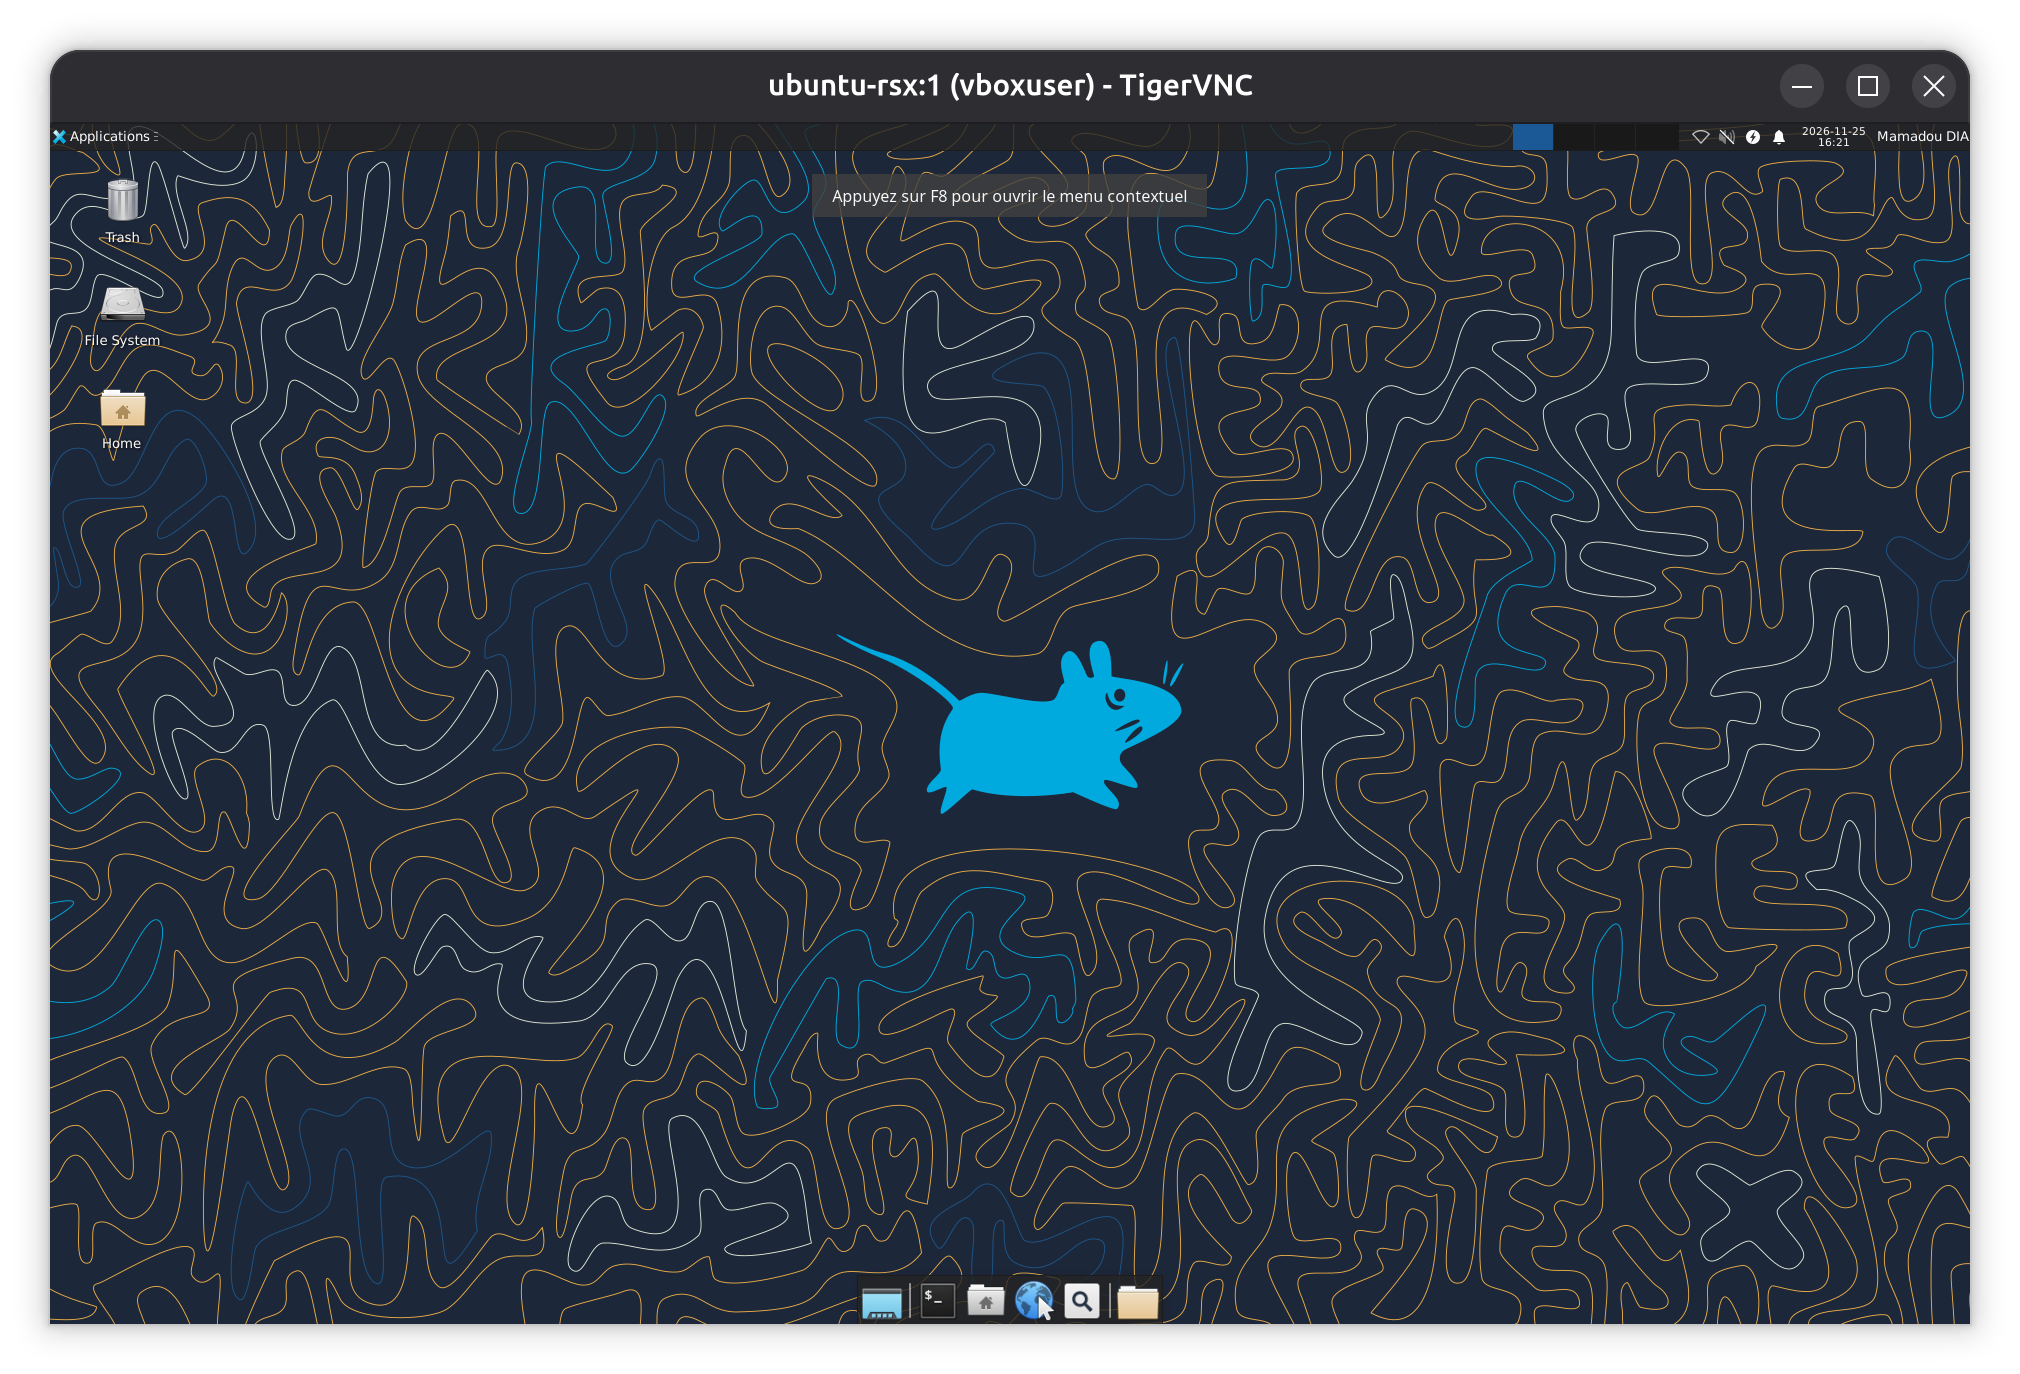 ubuntu-rsx:1 (vboxuser) - TigerVNC
Applications
2026-11-25
16:21
Mamadou DIA
Appuyez sur F8 pour ouvrir le menu contextuel
Trash
File System
Home
$_